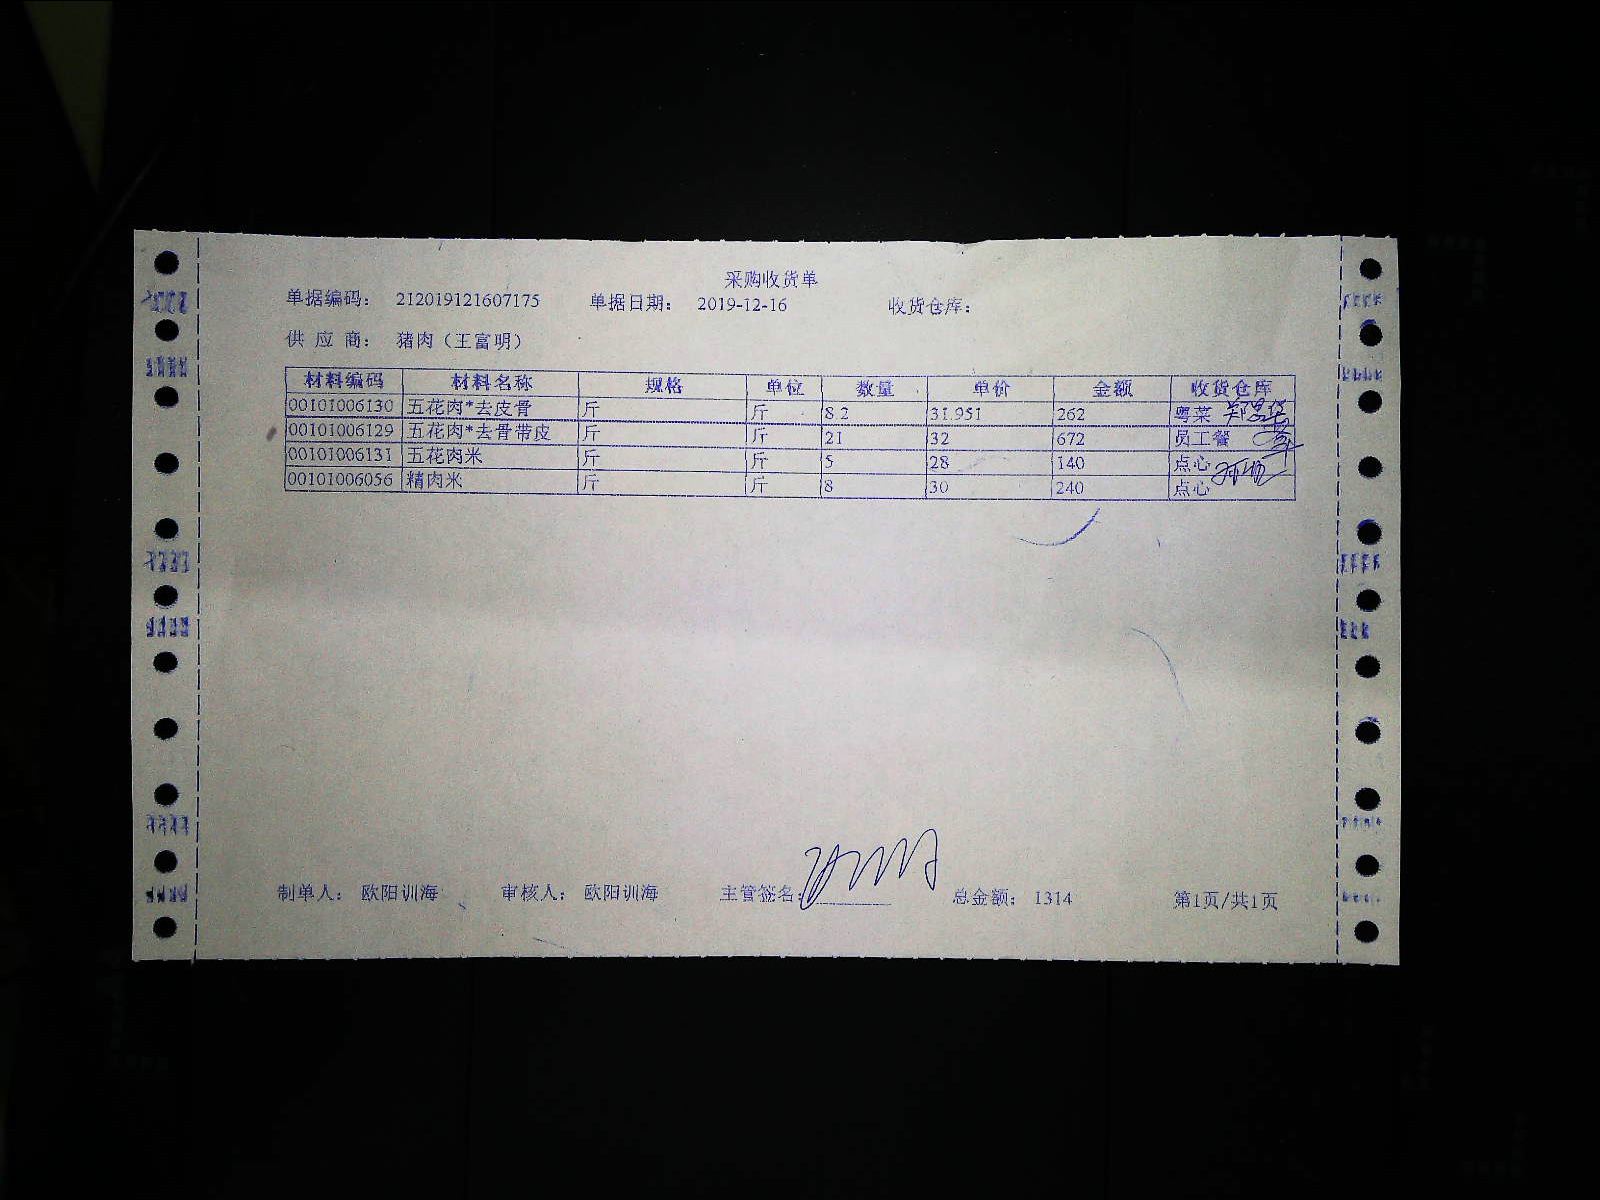 采购收货单
单据编码： 212019121607175 单据日期： 2019-12-16 收货仓库：
供 应 商： 猪肉（王富明）
材料编码 材料名称 规格 单位 数量 单价 金额 收货仓库
00101006130 五花肉*去皮骨 斤 斤 8.2 31.951 262 粤菜
00101006129 五花肉*去骨带皮 斤 斤 21 32 672 员工餐
00101006131 五花肉米 斤 斤 5 28 140 点心
00101006056 精肉米 斤 斤 8 30 240 点心
制单人： 欧阳训海 审核人： 欧阳训海 主管签名： 总金额： 1314 第1页/共1页